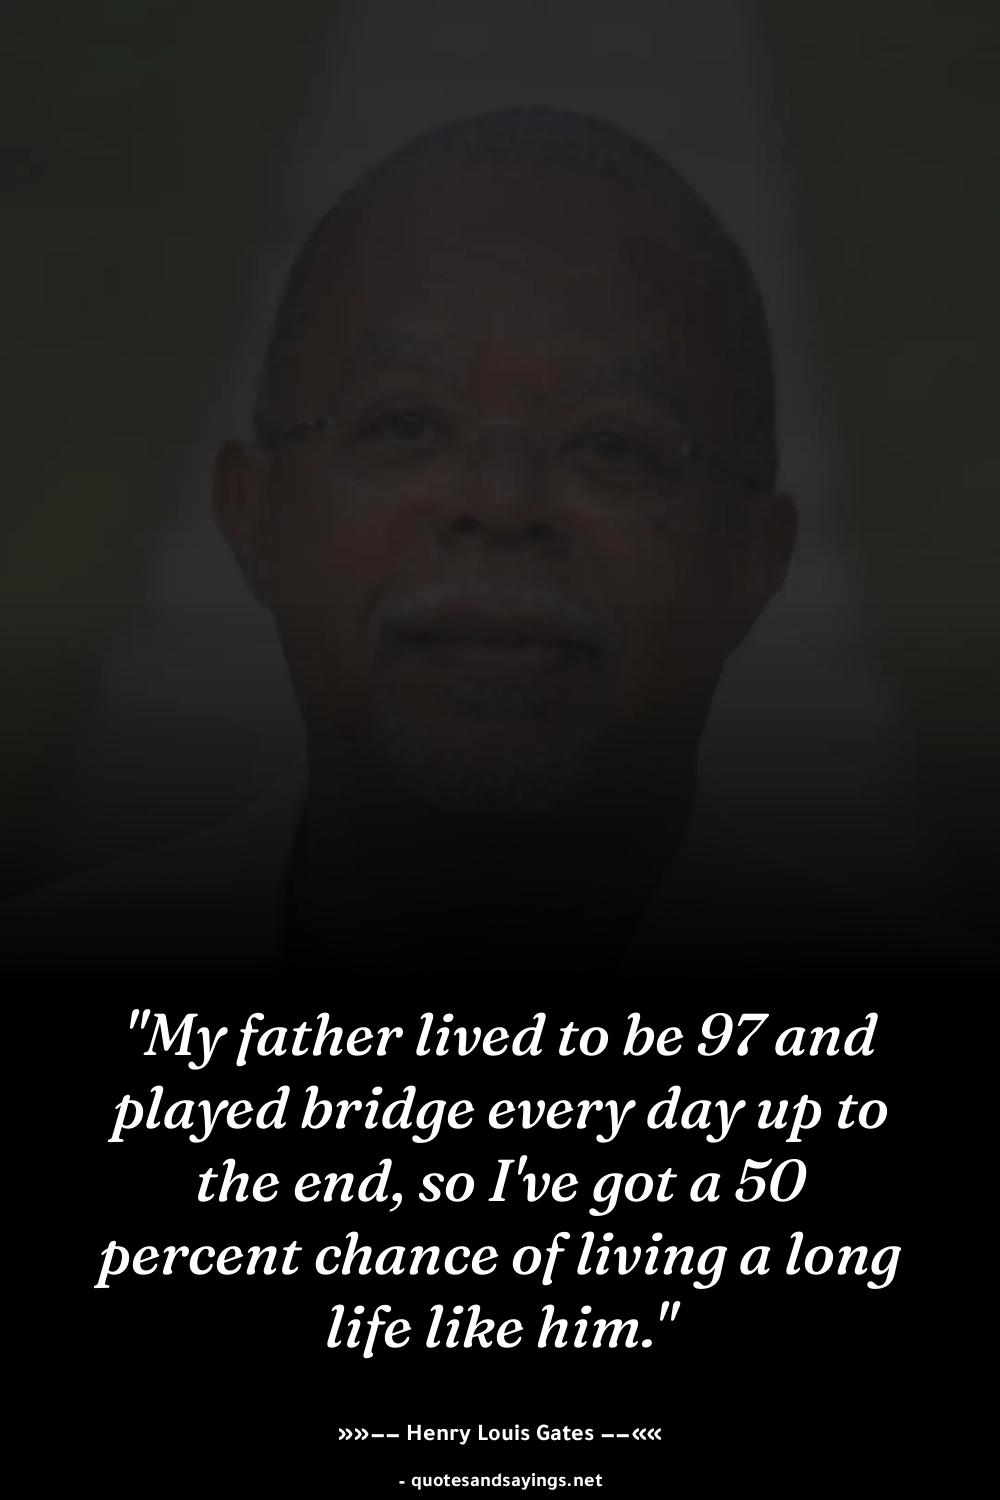 "My father lived to be 97 and
played bridge every day up to
the end, so I've got a 50
percent chance of living a long
life like him."
»»–– Henry Louis Gates ––««
- quotesandsayings.net